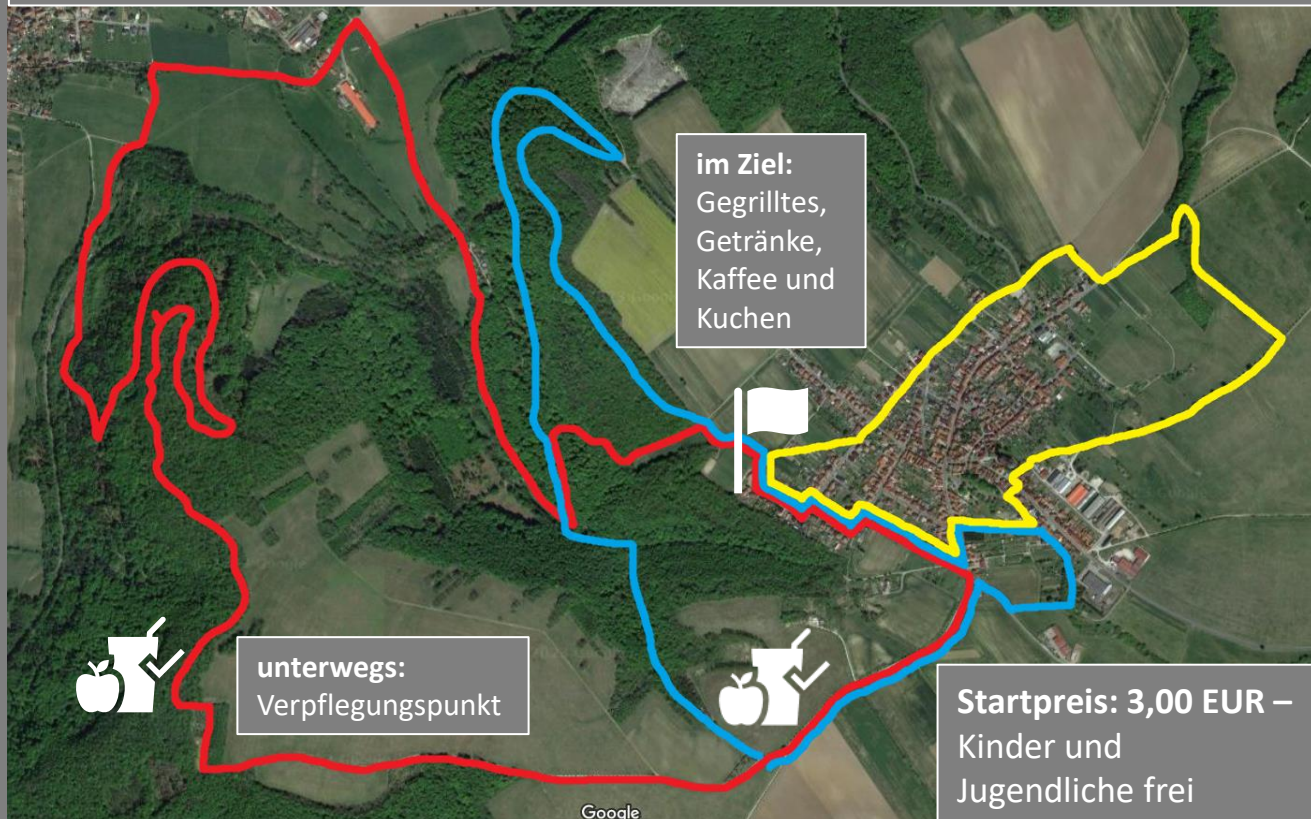 im Ziel:
Gegrilltes,
Getränke,
Kaffee und
Kuchen
unterwegs:
Verpflegungspunkt
Startpreis: 3,00 EUR –
Kinder und
Jugendliche frei
Google